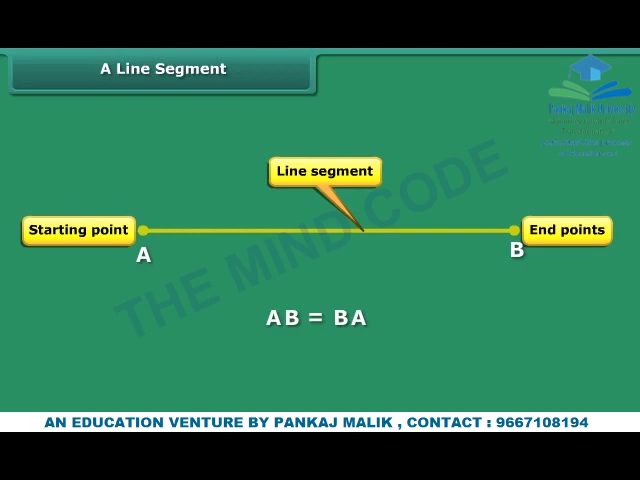 A Line Segment
Line segment
Starting point
End points
A
B
AB = BA
THE MIND CODE
AN EDUCATION VENTURE BY PANKAJ MALIK , CONTACT : 9667108194